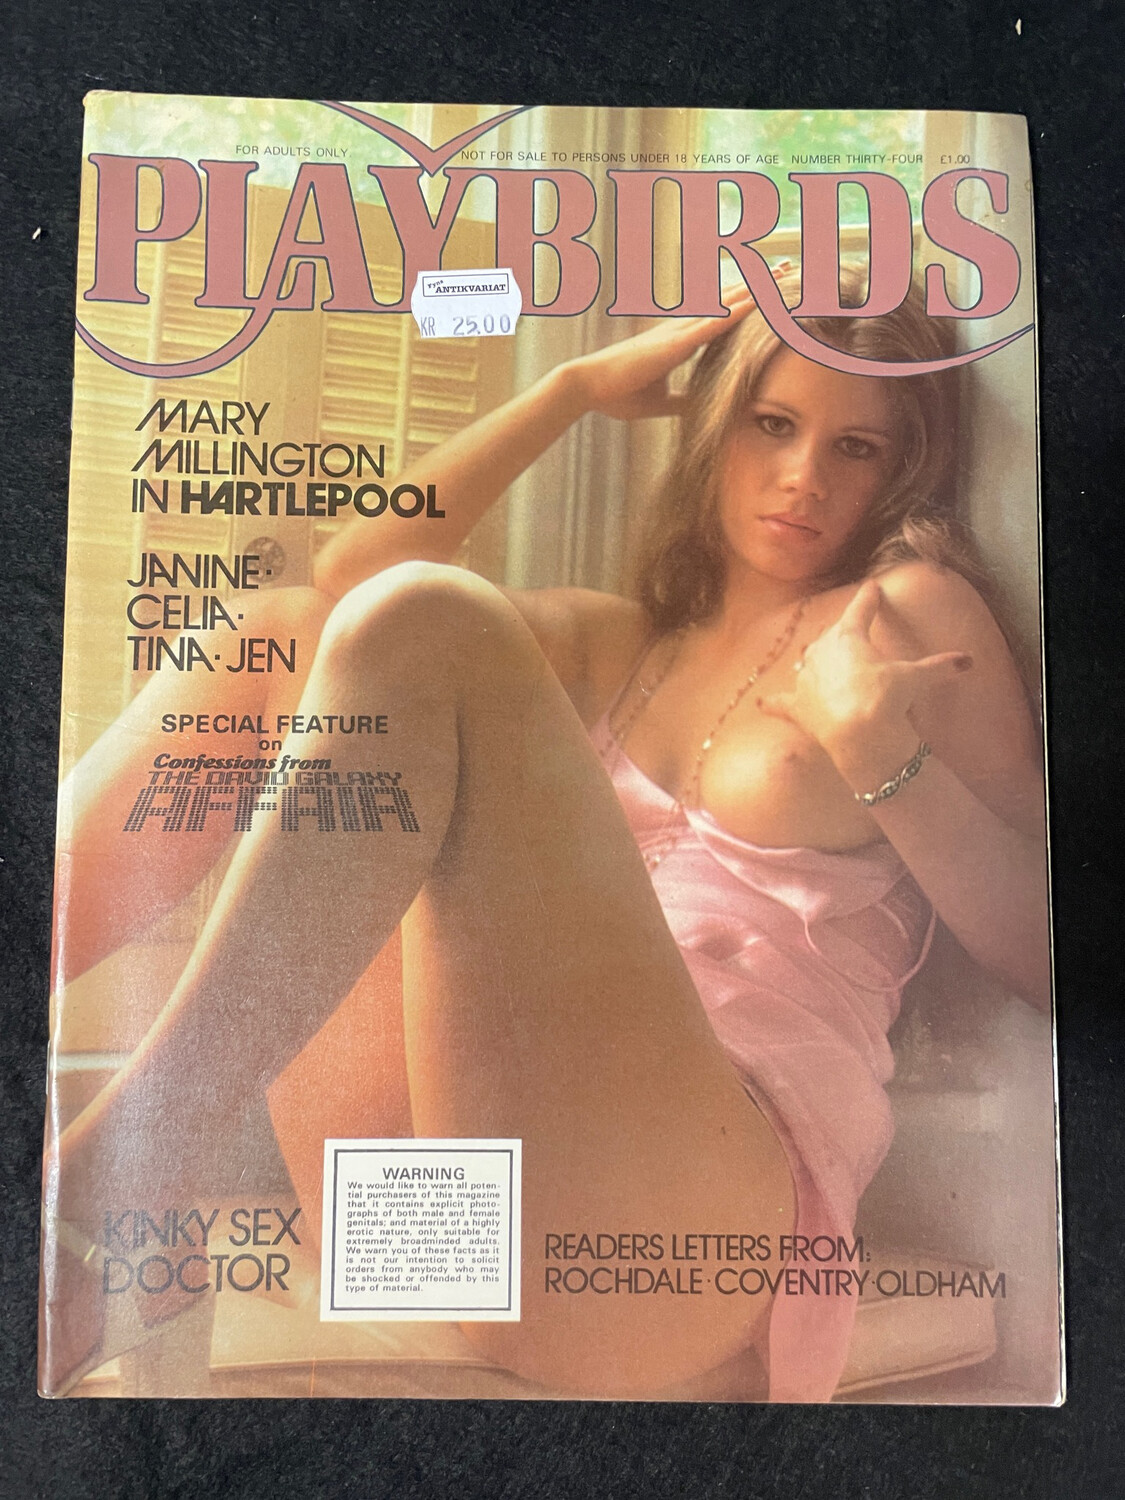 FOR ADULTS ONLY
NOT FOR SALE TO PERSONS UNDER 18 YEARS OF AGE NUMBER THIRTY-FOUR £1.00
PLAYBIRDS
Fyns
ANTIKVARIAT
KR 25.00
MARY
MILLINGTON
IN HARTLEPOOL
JANINE·
CELIA·
TINA·JEN
SPECIAL FEATURE
on
Confessions from
THE DAVID GALAXY
AFFAIR
KINKY SEX
DOCTOR
WARNING
We would like to warn all poten-
tial purchasers of this magazine
that it contains explicit photo-
graphs of both male and female
genitals; and material of a highly
erotic nature, only suitable for
extremely broadminded adults.
We warn you of these facts as it
is not our intention to solicit
orders from anybody who may
be shocked or offended by this
type of material.
READERS LETTERS FROM:
ROCHDALE·COVENTRY·OLDHAM